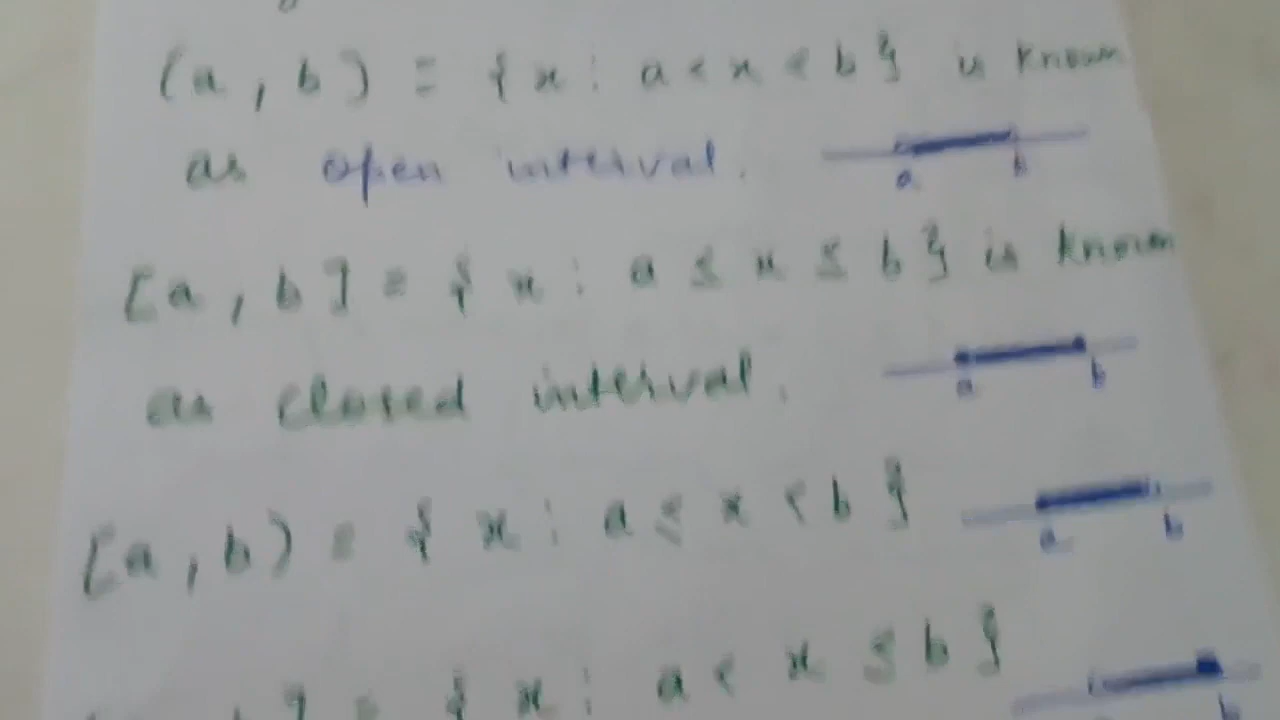 (a, b) = {x : a < x < b} is known
as open interval.
a b
[a, b] = {x : a ≤ x ≤ b} is known
as closed interval.
a b
[a, b) = {x : a ≤ x < b}
a b
] = {x : a < x ≤ b}
b